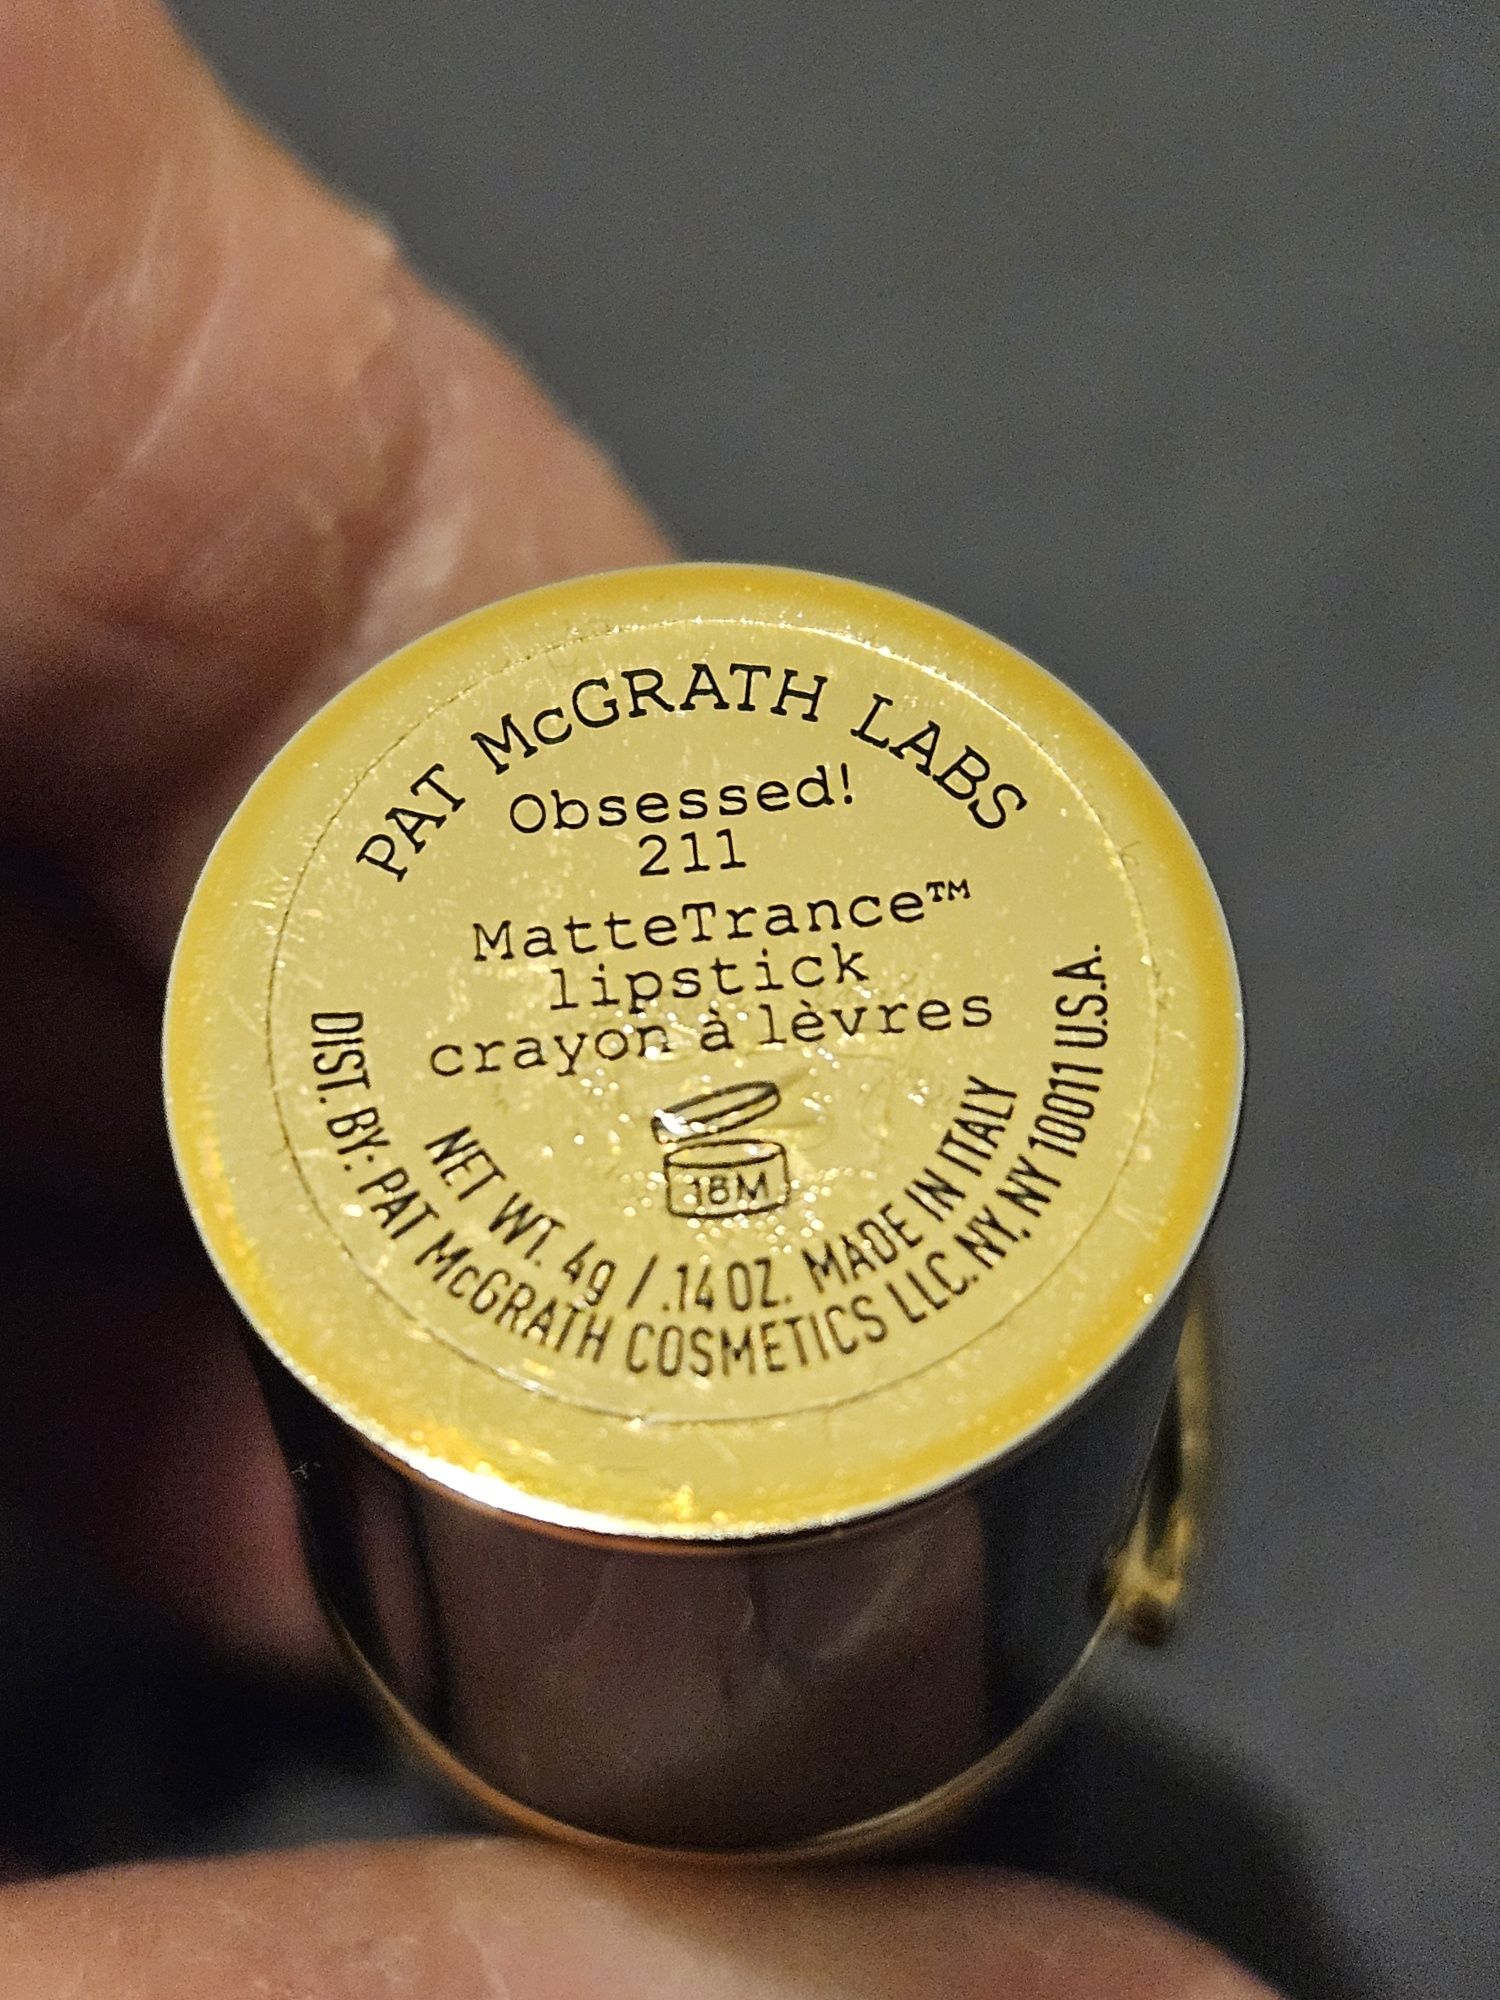 PAT McGRATH LABS
Obsessed!
211
MatteTrance™
lipstick
crayon à lèvres
18M
NET WT. 4g / .14 OZ. MADE IN ITALY
DIST. BY: PAT McGRATH COSMETICS LLC. NY, NY 10011 U.S.A.